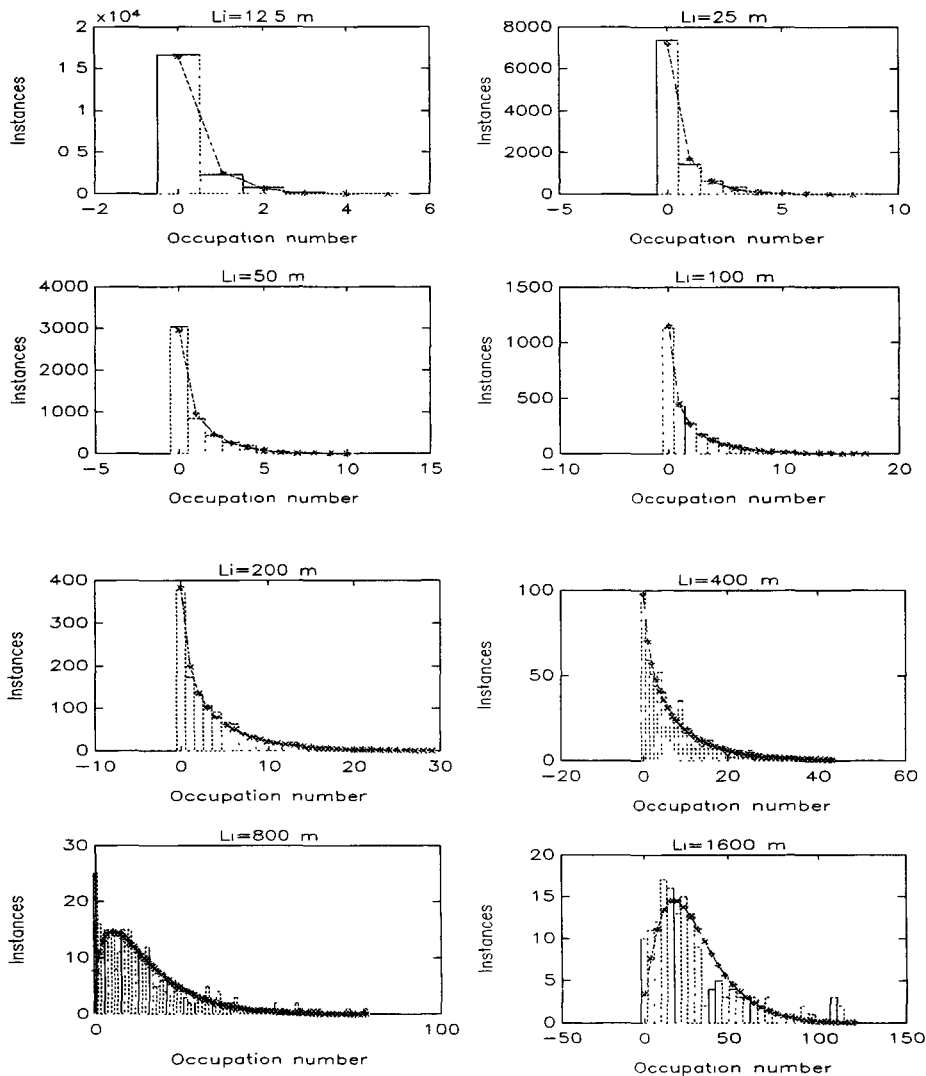 ×10⁴ Li=12 5 m
2
1 5
1
0 5
0
−2 0 2 4 6
Instances
Occupation number
Li=25 m
8000
6000
4000
2000
0
−5 0 5 10
Instances
Occupation number
Li=50 m
4000
3000
2000
1000
0
−5 0 5 10 15
Instances
Occupation number
Li=100 m
1500
1000
500
0
−10 0 10 20
Instances
Occupation number
Li=200 m
400
300
200
100
0
−10 0 10 20 30
Instances
Occupation number
Li=400 m
100
50
0
−20 0 20 40 60
Instances
Occupation number
Li=800 m
30
20
10
0
0 100
Instances
Occupation number
Li=1600 m
20
15
10
5
0
−50 0 50 100 150
Instances
Occupation number